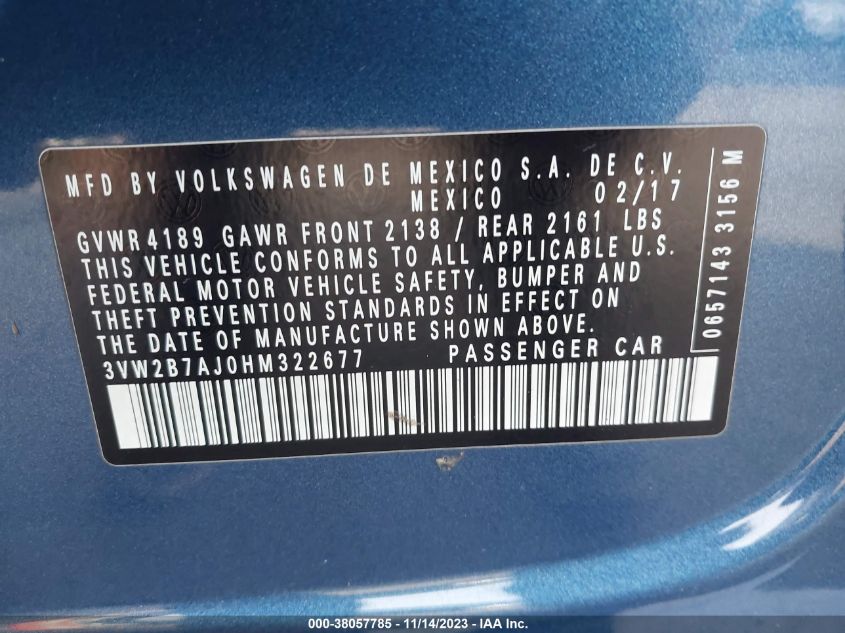 MFD BY VOLKSWAGEN DE MEXICO S.A. DE C.V.
MEXICO 02/17
GVWR 4189 GAWR FRONT 2138 / REAR 2161 LBS
THIS VEHICLE CONFORMS TO ALL APPLICABLE U.S.
FEDERAL MOTOR VEHICLE SAFETY, BUMPER AND
THEFT PREVENTION STANDARDS IN EFFECT ON
THE DATE OF MANUFACTURE SHOWN ABOVE.
3VW2B7AJ0HM322677 PASSENGER CAR
0657143 3156 M
000-38057785 - 11/14/2023 - IAA Inc.